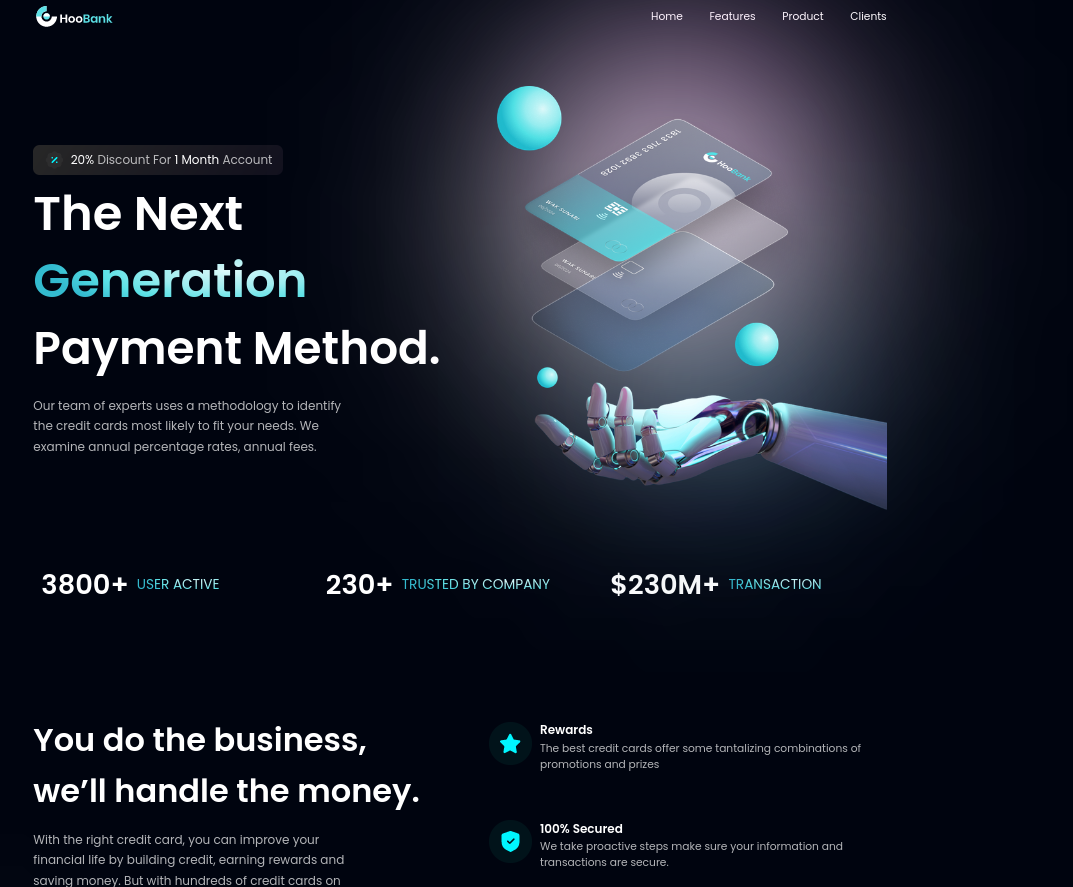 HooBank
Home Features Product Clients
20% Discount For 1 Month Account
The Next
Generation
Payment Method.
Our team of experts uses a methodology to identify
the credit cards most likely to fit your needs. We
examine annual percentage rates, annual fees.
HooBank
3800+ USER ACTIVE
230+ TRUSTED BY COMPANY
$230M+ TRANSACTION
You do the business,
we’ll handle the money.
With the right credit card, you can improve your
financial life by building credit, earning rewards and
saving money. But with hundreds of credit cards on
Rewards
The best credit cards offer some tantalizing combinations of
promotions and prizes
100% Secured
We take proactive steps make sure your information and
transactions are secure.